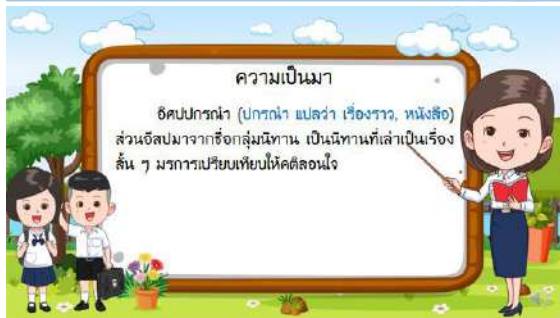 ความเป็นมา
อิศปปกรณำ (ปกรณำ แปลว่า เรื่องราว, หนังสือ)
ส่วนอีสปมาจากชื่อกลุ่มนิทาน เป็นนิทานที่เล่าเป็นเรื่อง
สั้น ๆ มรการเปรียบเทียบให้คติสอนใจ